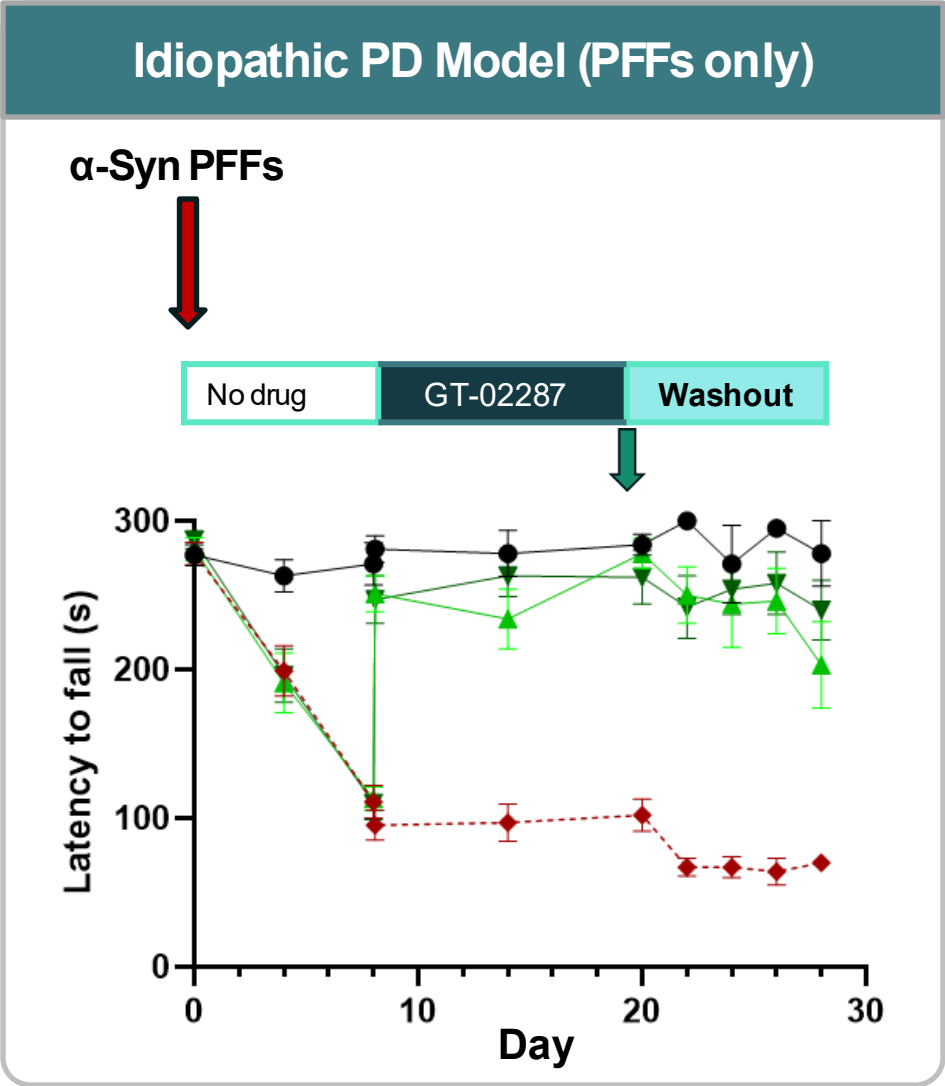 Idiopathic PD Model (PFFs only)
α-Syn PFFs
No drug GT-02287 Washout
300
200
100
0
Latency to fall (s)
0 10 20 30
Day